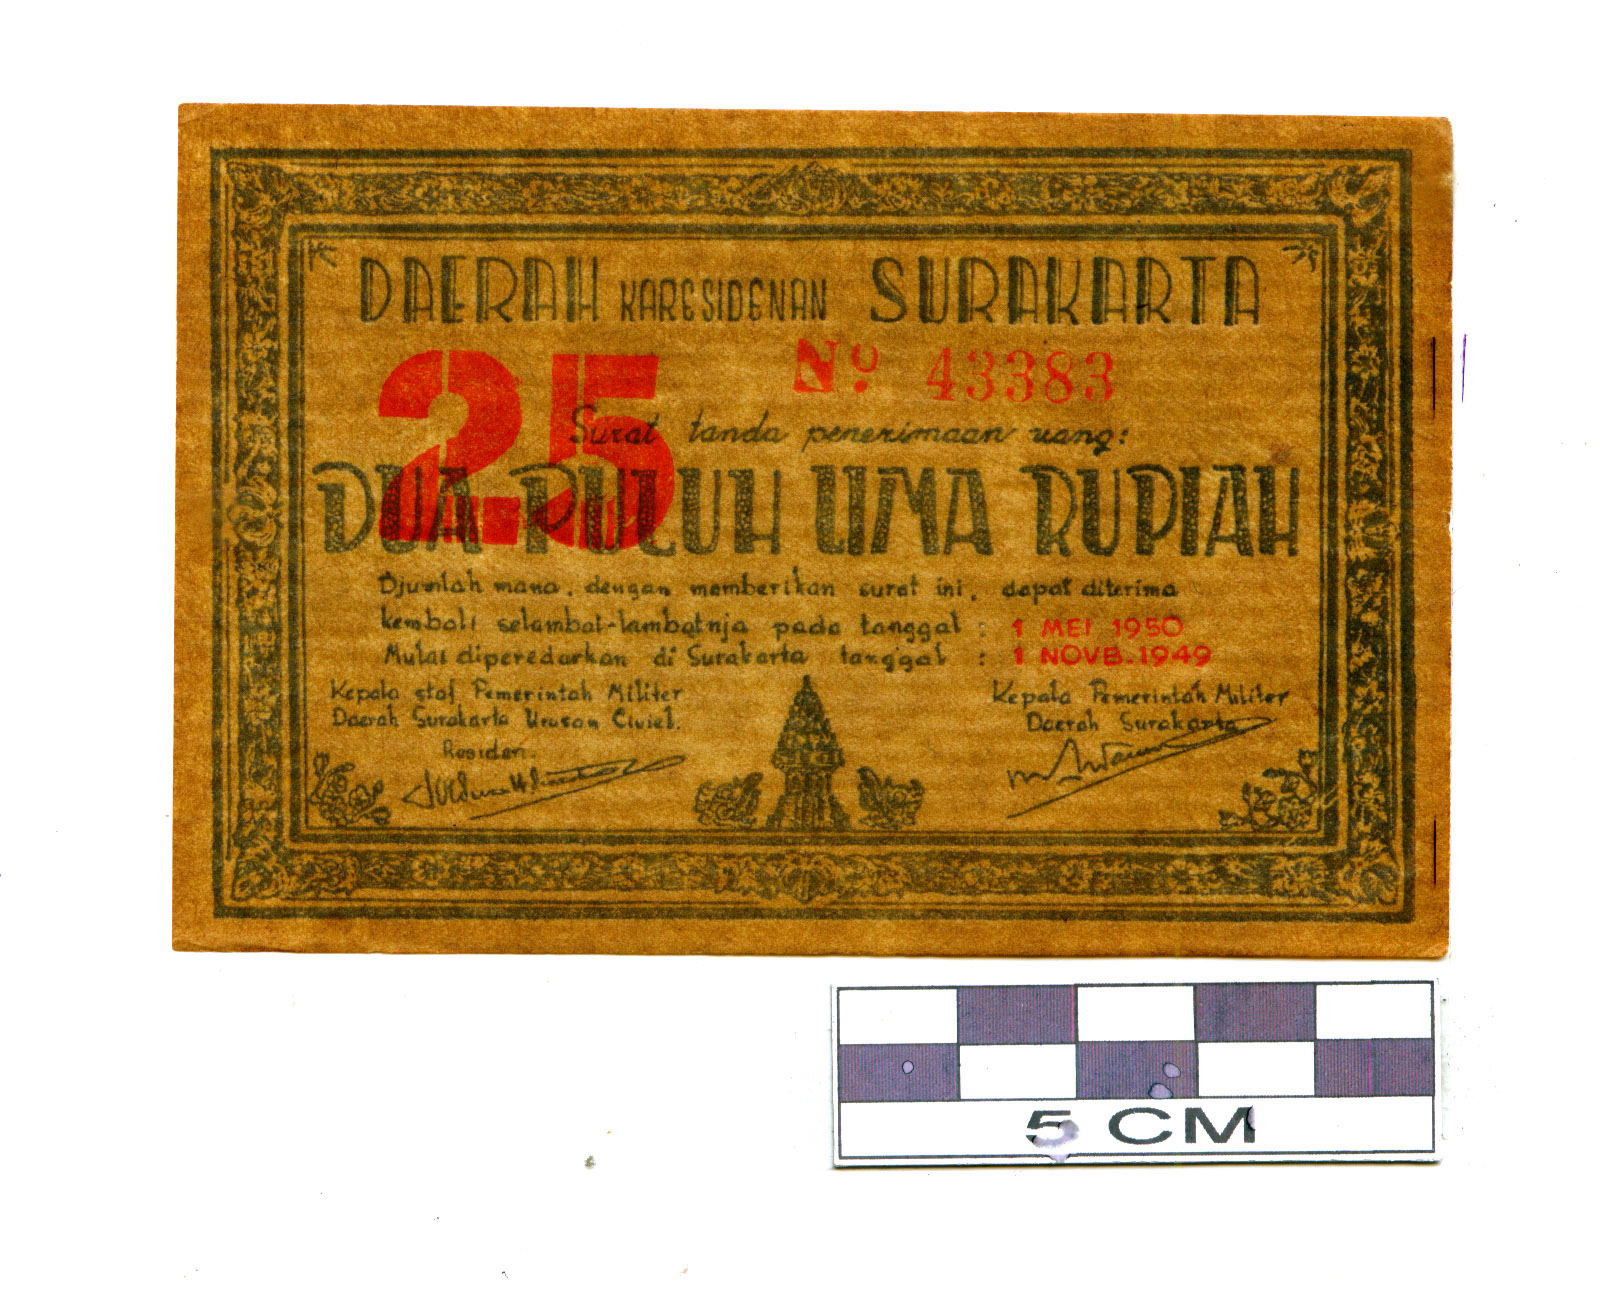 DAERAH KARESIDENAN SURAKARTA
25
Nº 43383
Surat tanda penerimaan uang:
DUA PULUH LIMA RUPIAH
Djumlah mana, dengan memberikan surat ini, dapat diterima
kembali selambat-lambatnja pada tanggal : 1 MEI 1950
Mulai diperedarkan di Surakarta tanggal : 1 NOVB. 1949
Kepala staf Pemerintah Militer
Daerah Surakarta Urusan Civiel.
Residen.
Kepala Pemerintah Militer
Daerah Surakarta
5 CM